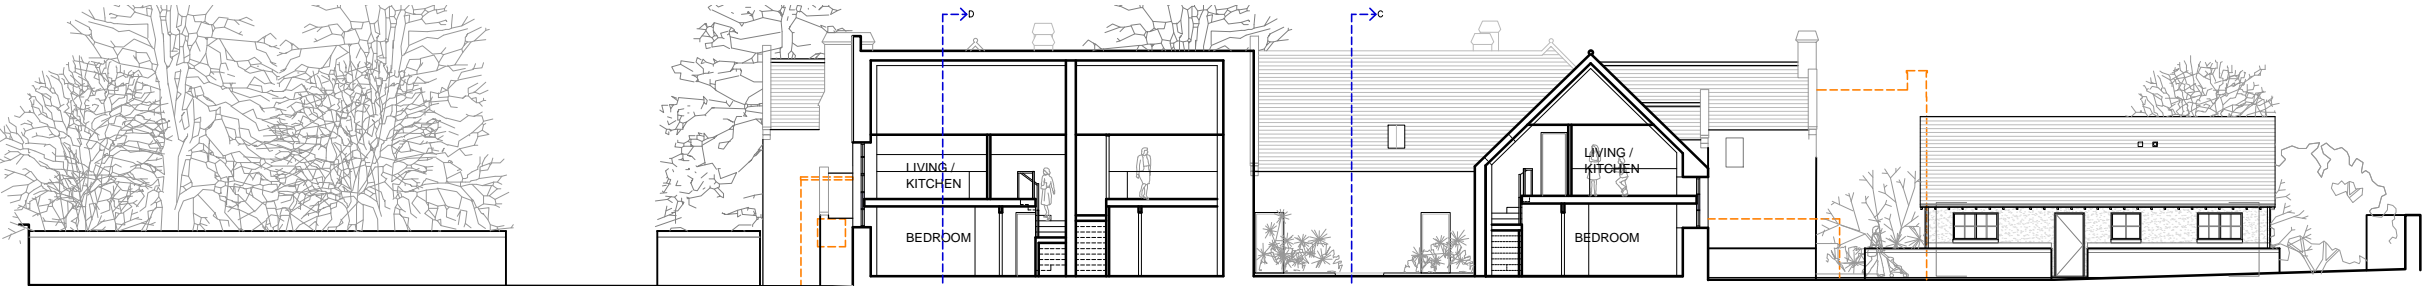 D
C
LIVING /
KITCHEN
LIVING /
KITCHEN
BEDROOM
BEDROOM